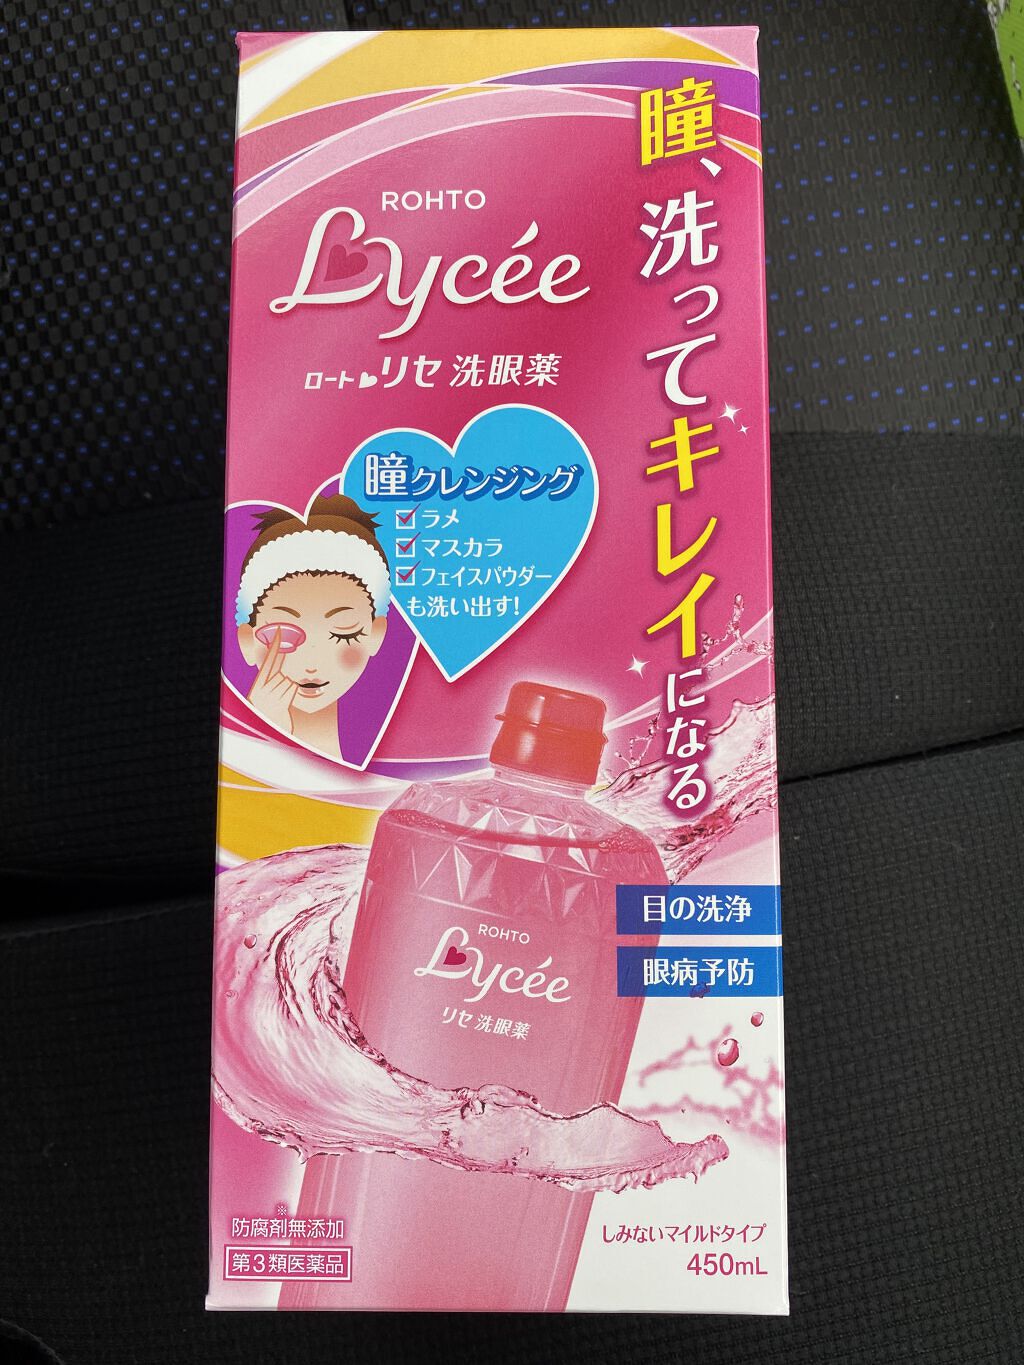 ROHTO
Lycée
ロートリセ 洗眼薬
瞳、洗ってキレイになる
瞳クレンジング
ラメ
マスカラ
フェイスパウダー
も洗い出す!
ROHTO
Lycée
リセ 洗眼薬
目の洗浄
眼病予防
※
防腐剤無添加
第3類医薬品
しみないマイルドタイプ
450mL